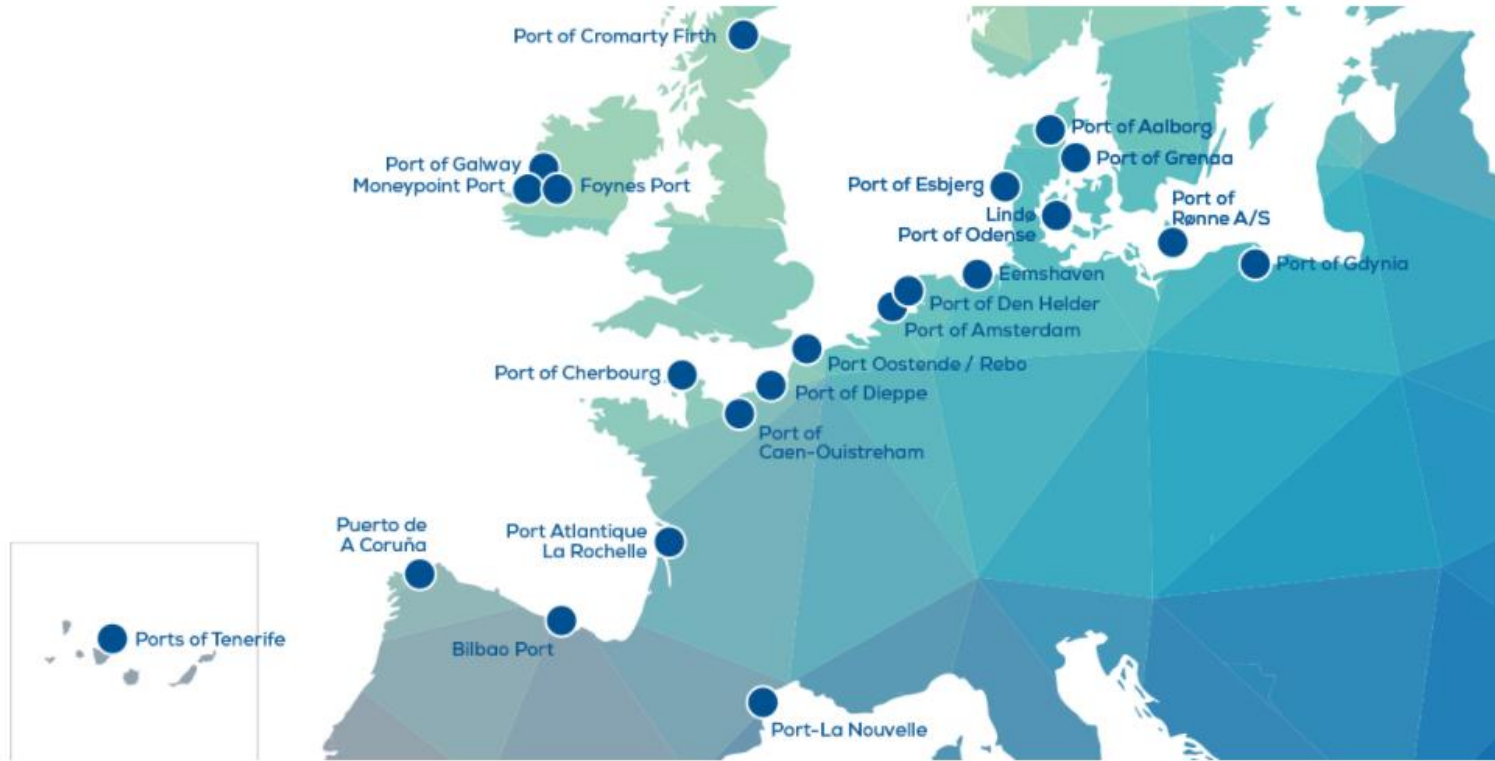 Port of Cromarty Firth
Port of Aalborg
Port of Galway
Port of Grenaa
Moneypoint Port
Foynes Port
Port of Esbjerg
Port of
Rønne A/S
Lindø
Port of Odense
Port of Gdynia
Eemshaven
Port of Den Helder
Port of Amsterdam
Port Oostende / Rebo
Port of Cherbourg
Port of Dieppe
Port of
Caen-Ouistreham
Puerto de
A Coruña
Port Atlantique
La Rochelle
Ports of Tenerife
Bilbao Port
Port-La Nouvelle